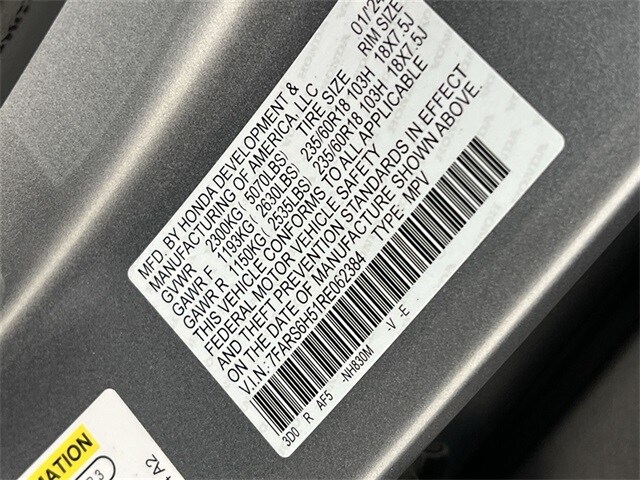 MFD. BY HONDA DEVELOPMENT &
MANUFACTURING OF AMERICA, LLC 01/2
TIRE SIZE RIM SIZE
GVWR 2300KG (5070LBS)
GAWR F 1193KG (2630LBS) 235/60R18 103H 18X7.5J
GAWR R 1150KG (2535LBS) 235/60R18 103H 18X7.5J
THIS VEHICLE CONFORMS TO ALL APPLICABLE
FEDERAL MOTOR VEHICLE SAFETY
AND THEFT PREVENTION STANDARDS IN EFFECT
ON THE DATE OF MANUFACTURE SHOWN ABOVE.
V.I.N:7FARS6H51RE062384 TYPE: MPV
3D0 R AF5 -NH830M -V -E
MATION
A2